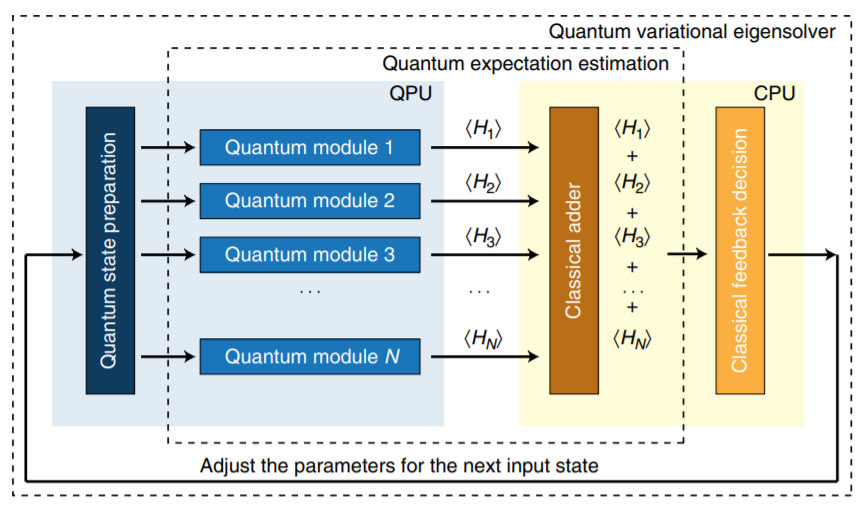 Quantum variational eigensolver
Quantum expectation estimation
QPU
CPU
Quantum state preparation
Quantum module 1
Quantum module 2
Quantum module 3
...
Quantum module N
⟨H₁⟩
⟨H₂⟩
⟨H₃⟩
...
⟨H_N⟩
Classical adder
⟨H₁⟩
+
⟨H₂⟩
+
⟨H₃⟩
+
...
+
⟨H_N⟩
Classical feedback decision
Adjust the parameters for the next input state